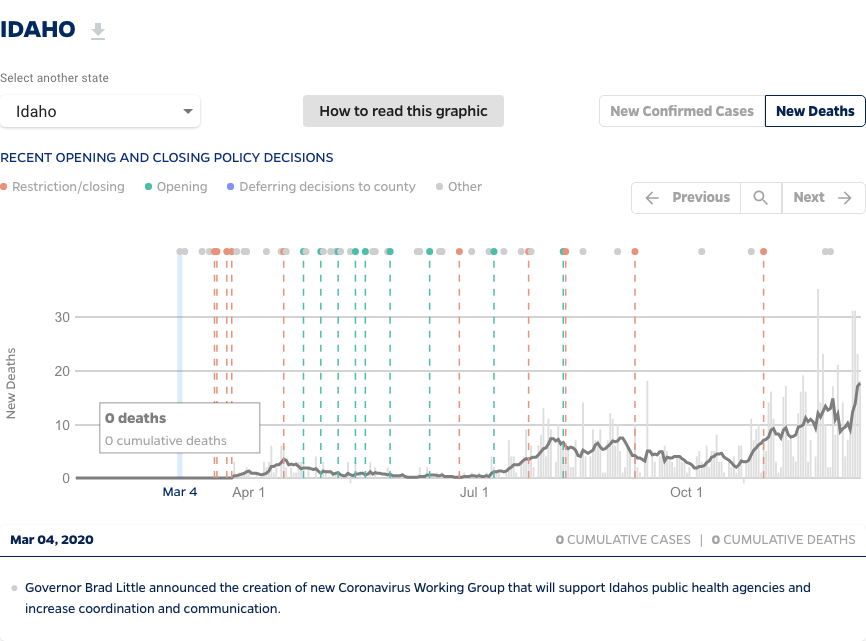 IDAHO
Select another state
Idaho
How to read this graphic
New Confirmed Cases
New Deaths
RECENT OPENING AND CLOSING POLICY DECISIONS
Restriction/closing
Opening
Deferring decisions to county
Other
Previous
Next
New Deaths
30
20
10
0
0 deaths
0 cumulative deaths
Mar 4
Apr 1
Jul 1
Oct 1
Mar 04, 2020
0 CUMULATIVE CASES | 0 CUMULATIVE DEATHS
Governor Brad Little announced the creation of new Coronavirus Working Group that will support Idahos public health agencies and
increase coordination and communication.